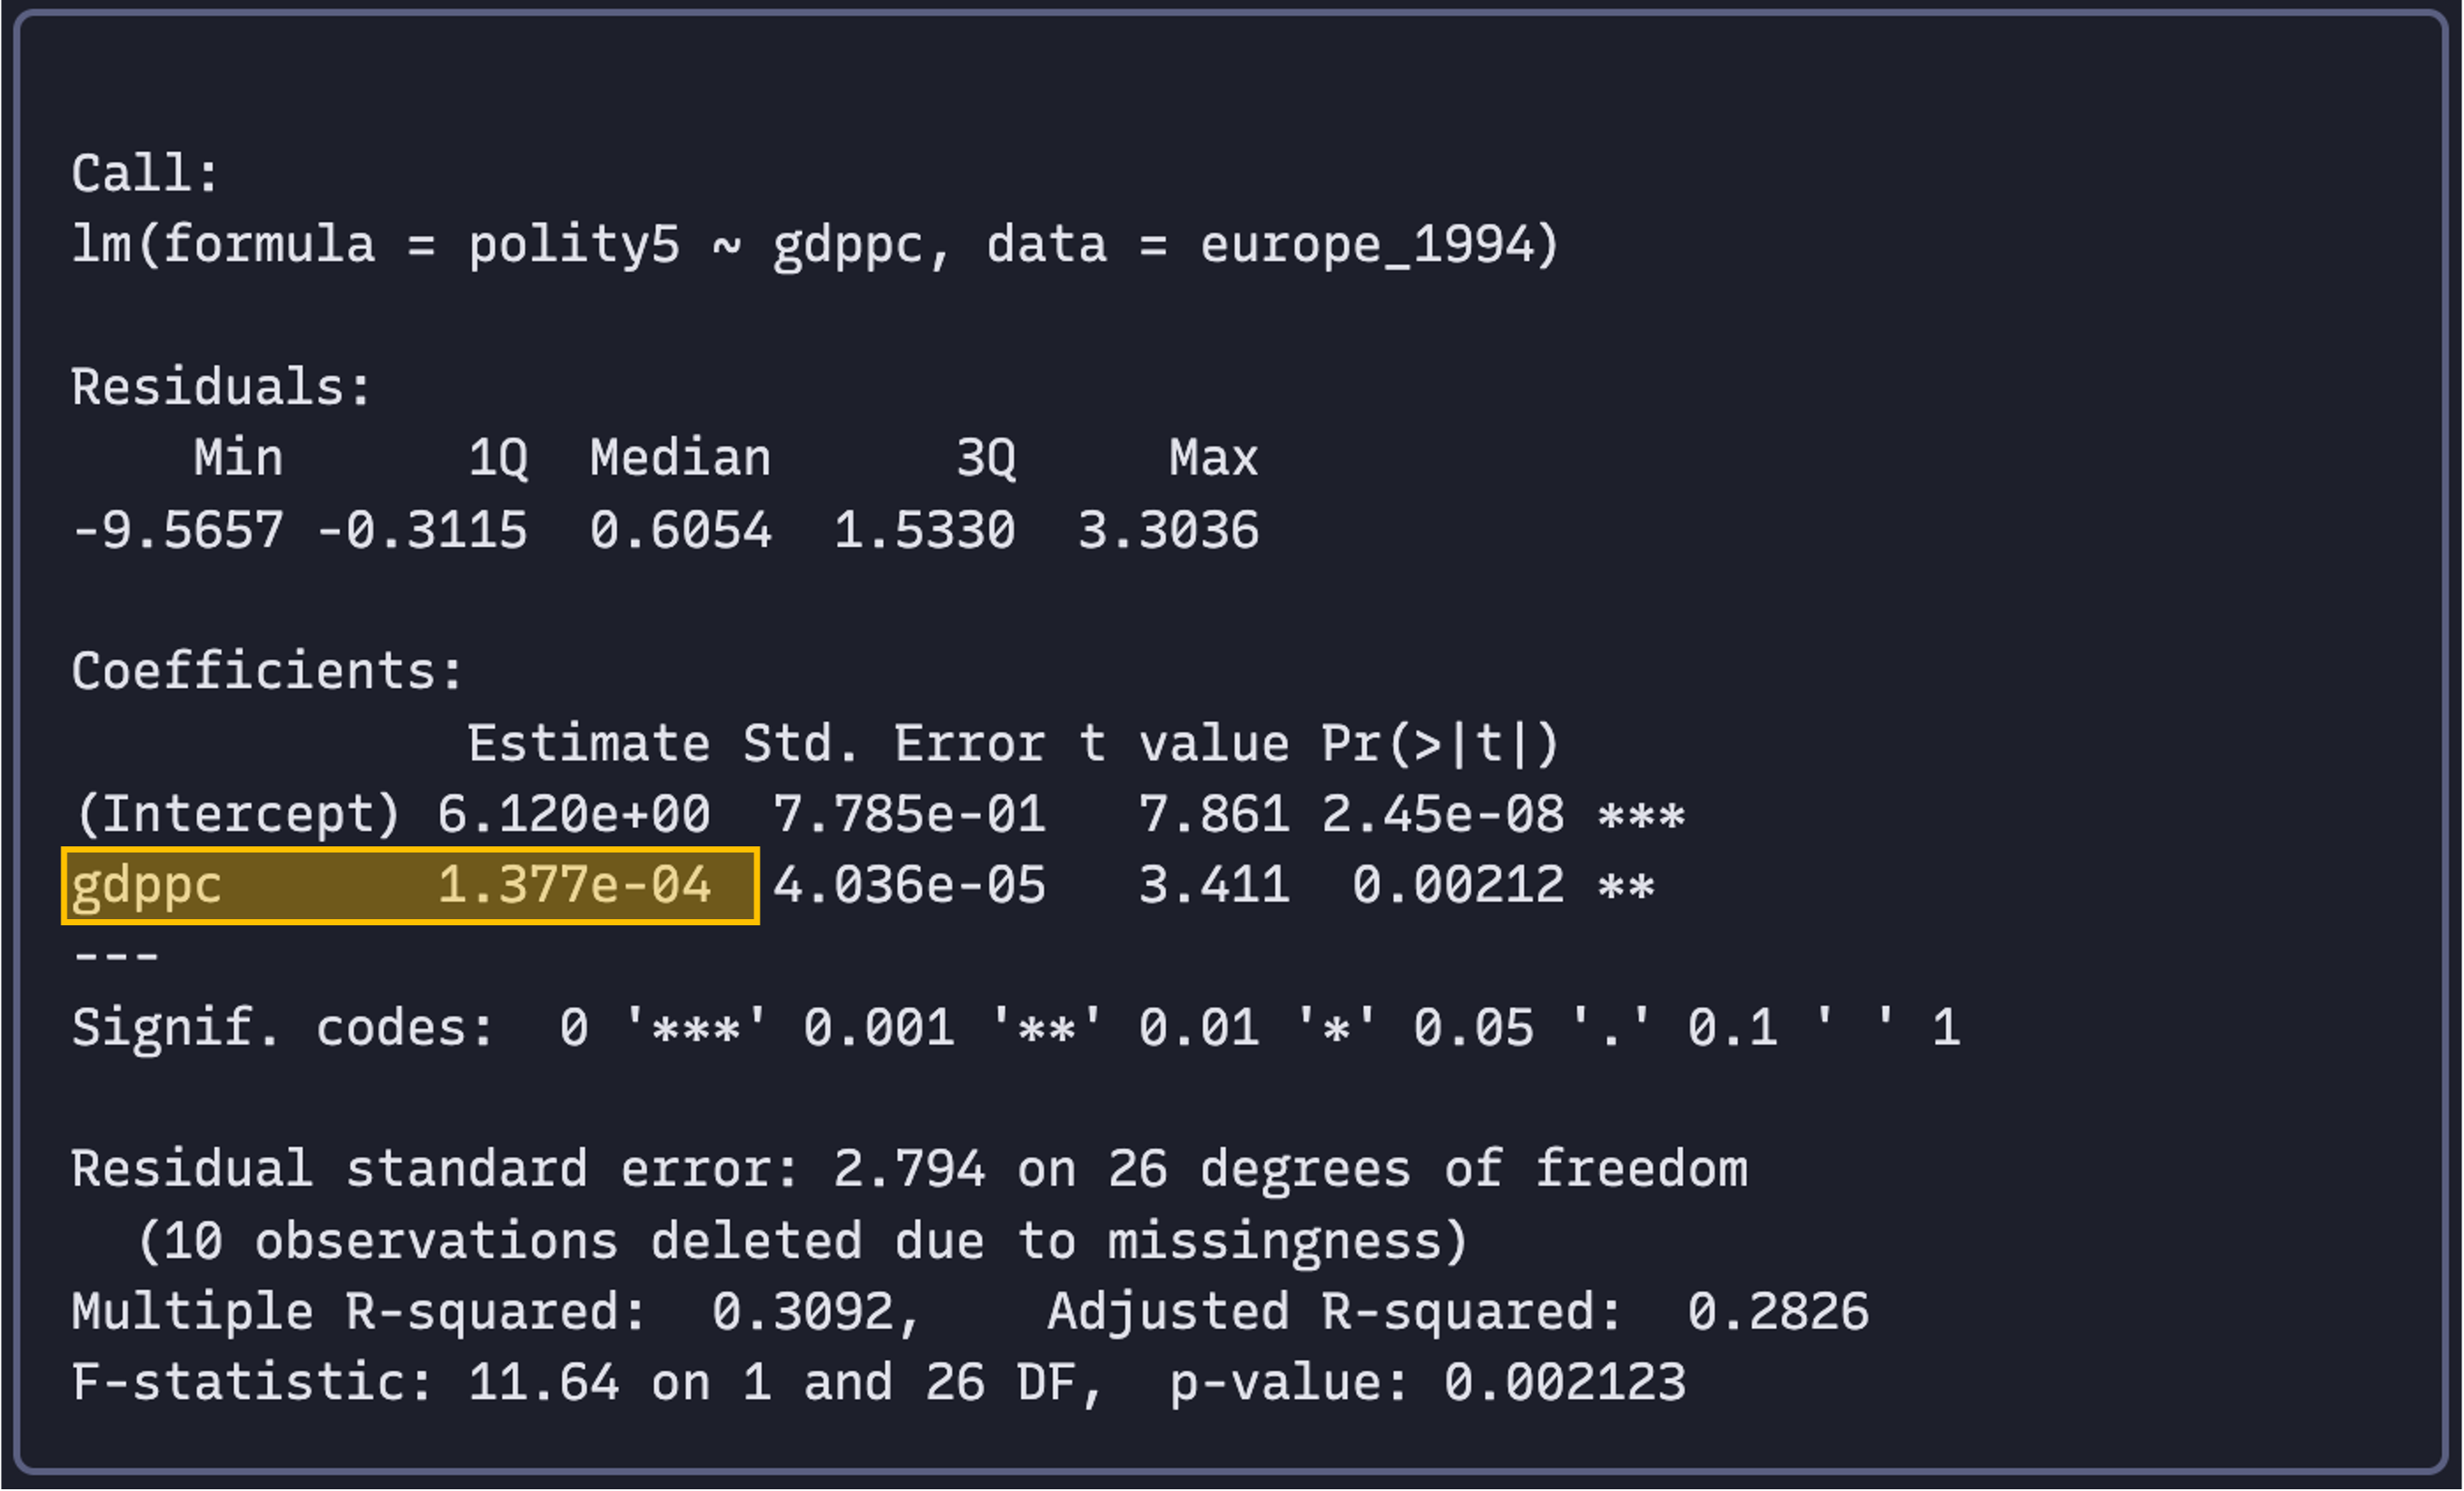 Call:
lm(formula = polity5 ~ gdppc, data = europe_1994)
Residuals:
    Min      1Q  Median      3Q     Max
-9.5657 -0.3115  0.6054  1.5330  3.3036
Coefficients:
             Estimate Std. Error t value Pr(>|t|)
(Intercept) 6.120e+00  7.785e-01   7.861 2.45e-08 ***
gdppc       1.377e-04  4.036e-05   3.411  0.00212 **
---
Signif. codes:  0 '***' 0.001 '**' 0.01 '*' 0.05 '.' 0.1 ' ' 1
Residual standard error: 2.794 on 26 degrees of freedom
  (10 observations deleted due to missingness)
Multiple R-squared:  0.3092,    Adjusted R-squared:  0.2826
F-statistic: 11.64 on 1 and 26 DF,  p-value: 0.002123